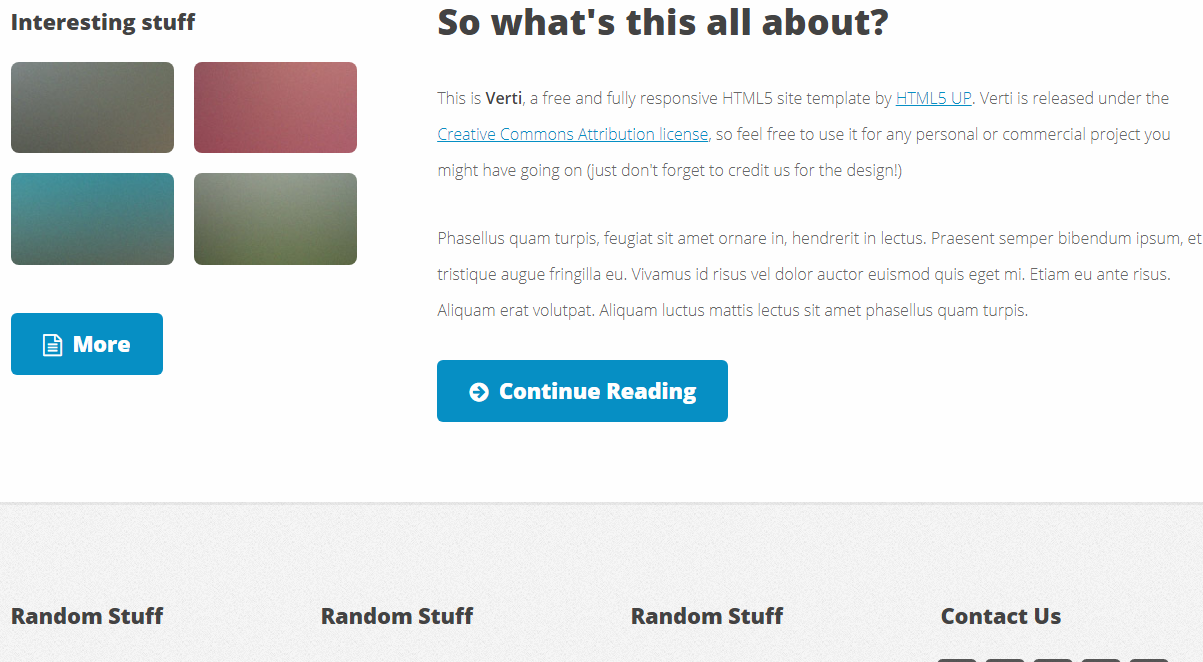 Interesting stuff
More
So what's this all about?
This is Verti, a free and fully responsive HTML5 site template by HTML5 UP. Verti is released under the
Creative Commons Attribution license, so feel free to use it for any personal or commercial project you
might have going on (just don't forget to credit us for the design!)
Phasellus quam turpis, feugiat sit amet ornare in, hendrerit in lectus. Praesent semper bibendum ipsum, et
tristique augue fringilla eu. Vivamus id risus vel dolor auctor euismod quis eget mi. Etiam eu ante risus.
Aliquam erat volutpat. Aliquam luctus mattis lectus sit amet phasellus quam turpis.
Continue Reading
Random Stuff
Random Stuff
Random Stuff
Contact Us